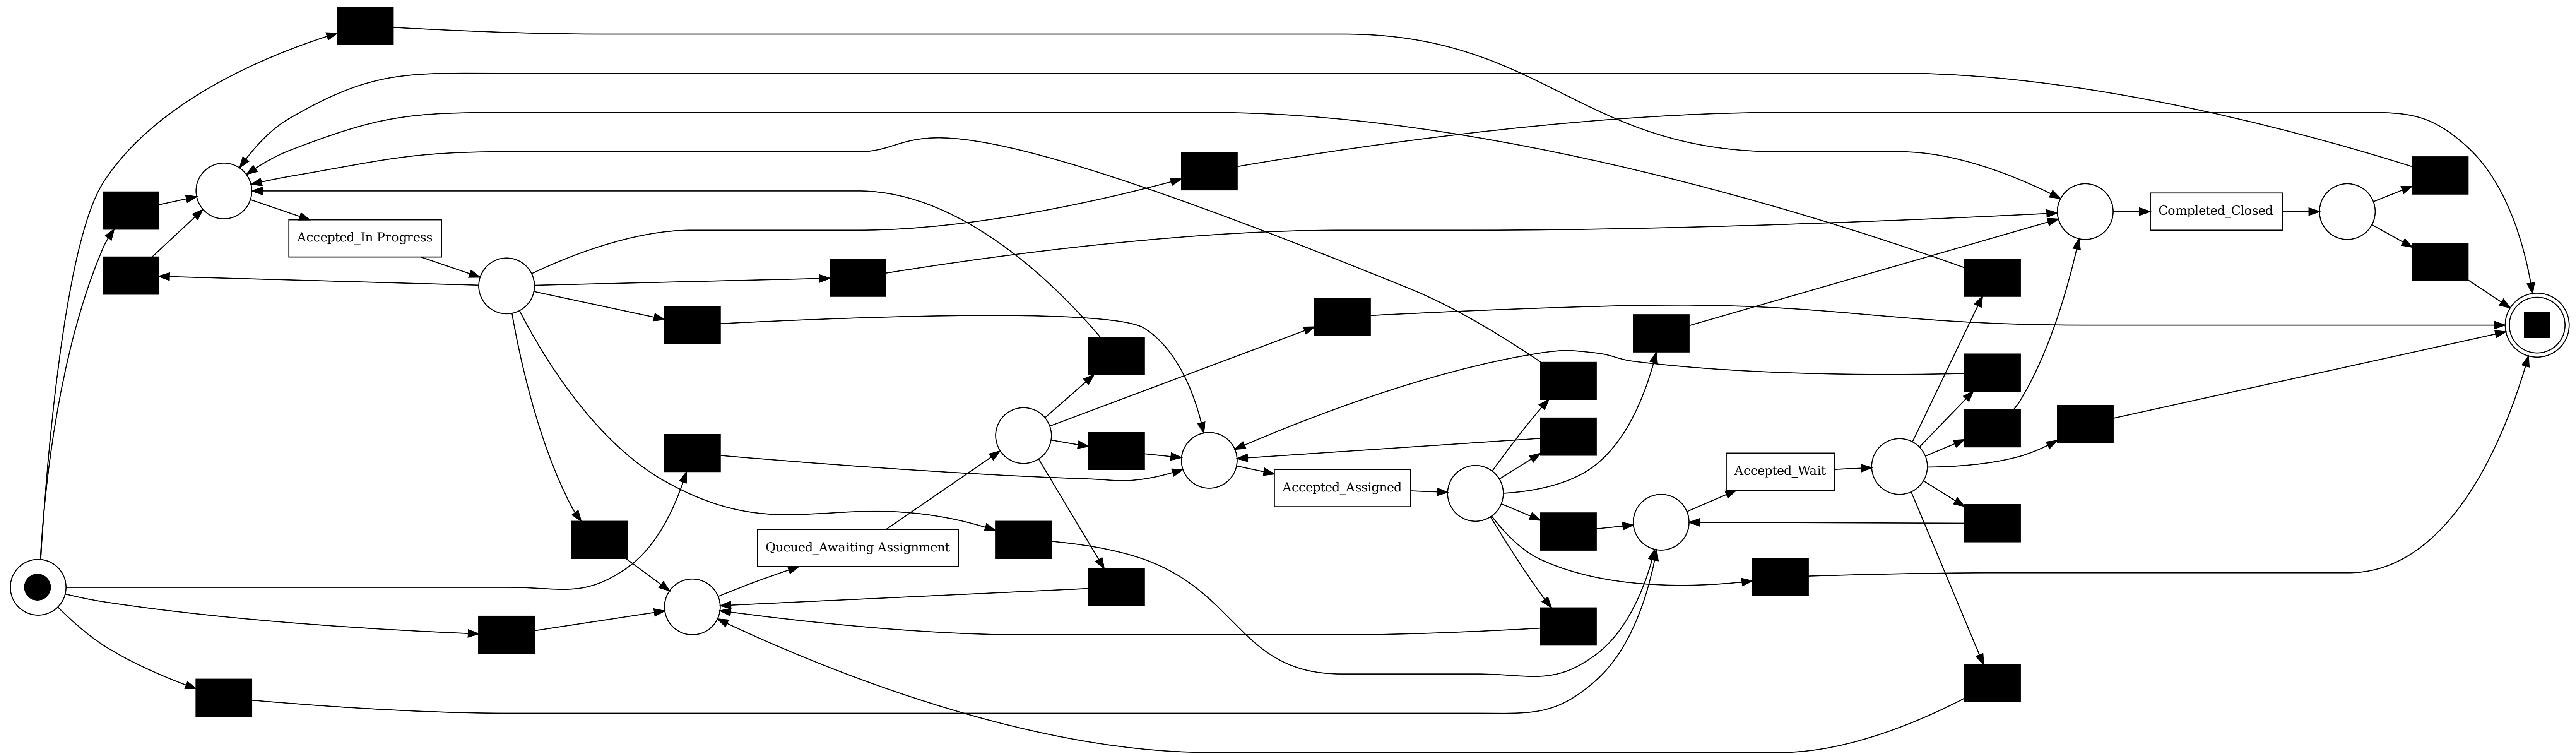 Completed_Closed
Accepted_In Progress
Accepted_Wait
Accepted_Assigned
Queued_Awaiting Assignment